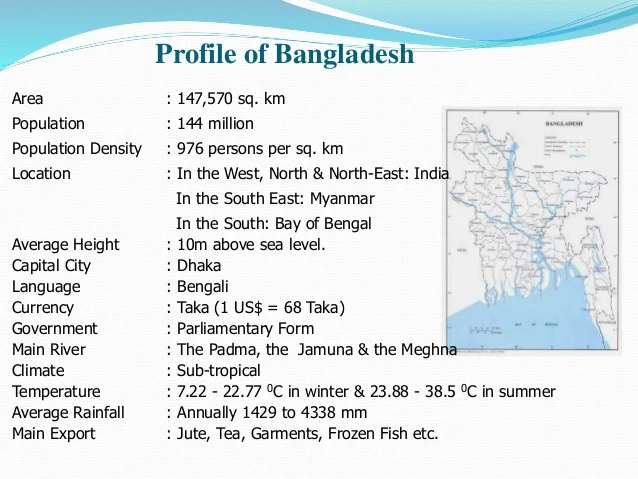 Profile of Bangladesh
Area : 147,570 sq. km
Population : 144 million
Population Density : 976 persons per sq. km
Location : In the West, North & North-East: India
In the South East: Myanmar
In the South: Bay of Bengal
Average Height : 10m above sea level.
Capital City : Dhaka
Language : Bengali
Currency : Taka (1 US$ = 68 Taka)
Government : Parliamentary Form
Main River : The Padma, the Jamuna & the Meghna
Climate : Sub-tropical
Temperature : 7.22 - 22.77 ⁰C in winter & 23.88 - 38.5 ⁰C in summer
Average Rainfall : Annually 1429 to 4338 mm
Main Export : Jute, Tea, Garments, Frozen Fish etc.
BANGLADESH